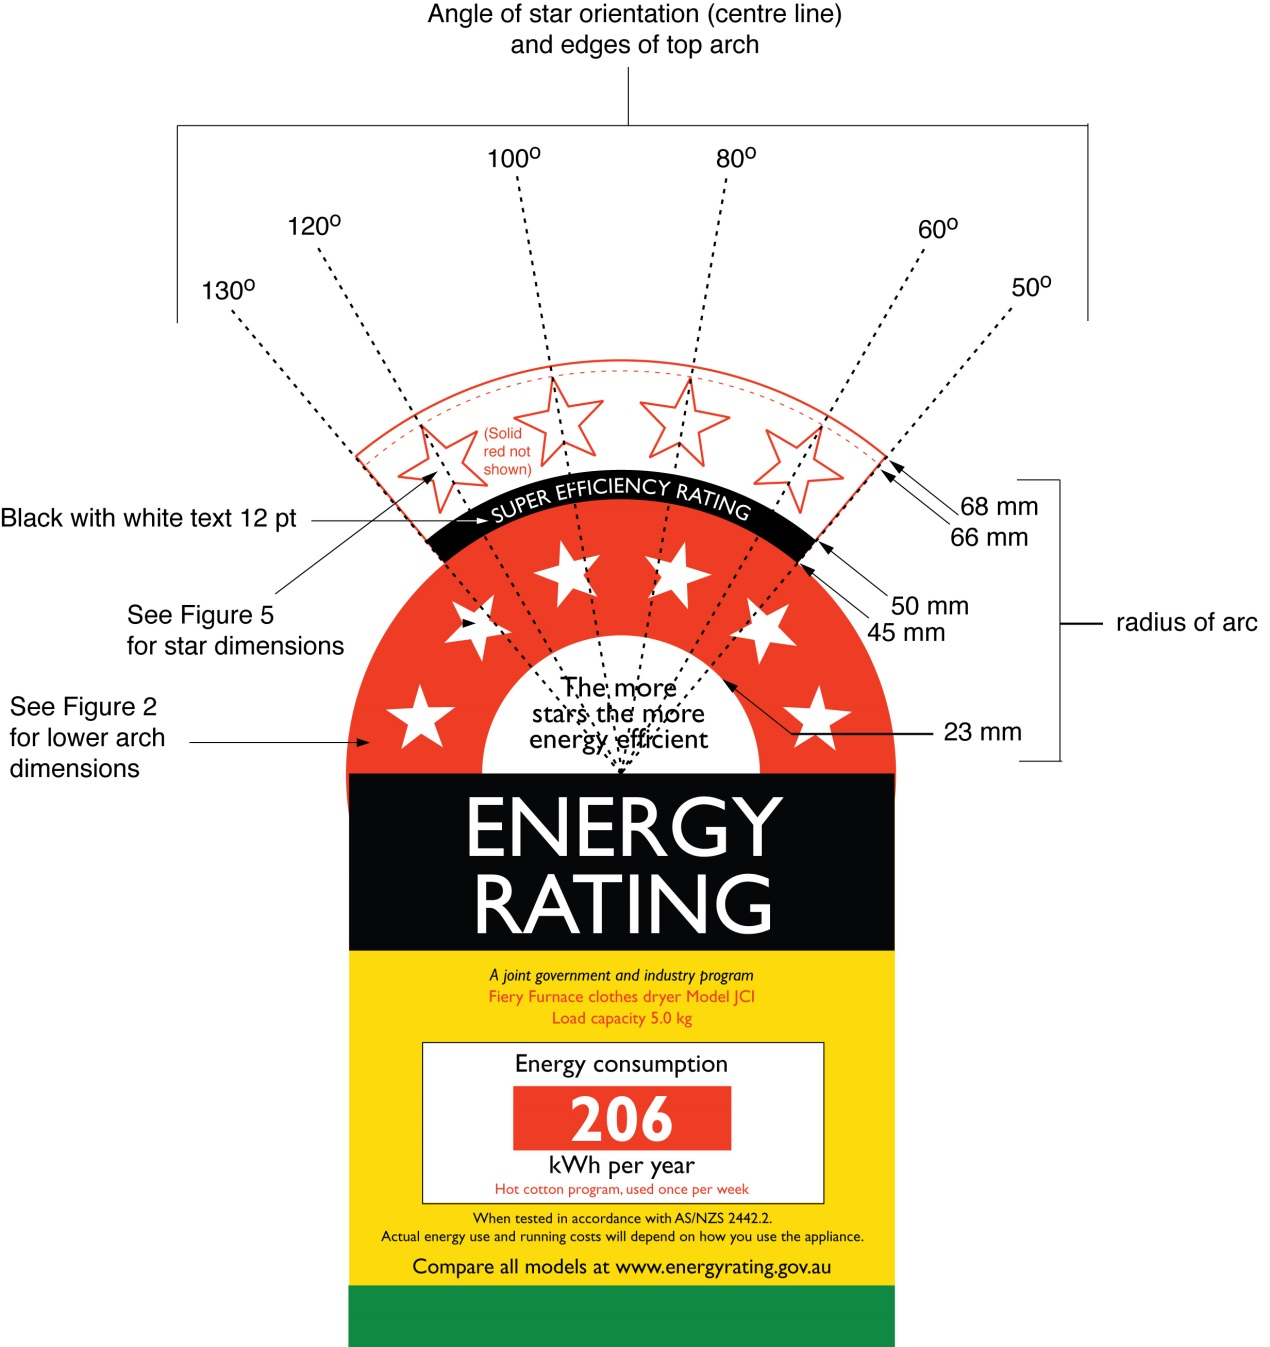 Angle of star orientation (centre line)
and edges of top arch
100º
80º
120º
60º
130º
50º
(Solid
red not
shown)
SUPER EFFICIENCY RATING
Black with white text 12 pt
68 mm
66 mm
50 mm
45 mm
radius of arc
See Figure 5
for star dimensions
See Figure 2
for lower arch
dimensions
The more
stars the more
energy efficient
23 mm
ENERGY
RATING
A joint government and industry program
Fiery Furnace clothes dryer Model JCI
Load capacity 5.0 kg
Energy consumption
206
kWh per year
Hot cotton program, used once per week
When tested in accordance with AS/NZS 2442.2.
Actual energy use and running costs will depend on how you use the appliance.
Compare all models at www.energyrating.gov.au